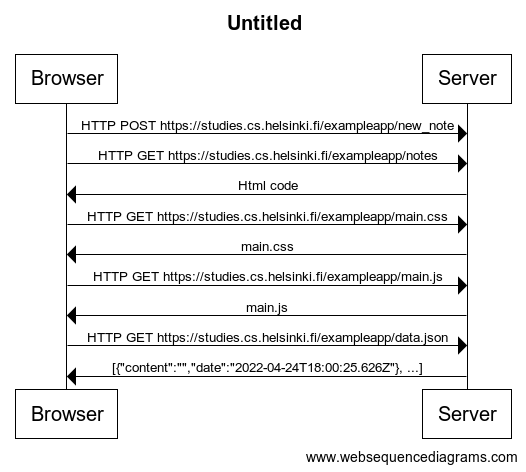 Untitled
Browser
Server
HTTP POST https://studies.cs.helsinki.fi/exampleapp/new_note
HTTP GET https://studies.cs.helsinki.fi/exampleapp/notes
Html code
HTTP GET https://studies.cs.helsinki.fi/exampleapp/main.css
main.css
HTTP GET https://studies.cs.helsinki.fi/exampleapp/main.js
main.js
HTTP GET https://studies.cs.helsinki.fi/exampleapp/data.json
[{"content":"","date":"2022-04-24T18:00:25.626Z"}, ...]
Browser
Server
www.websequencediagrams.com